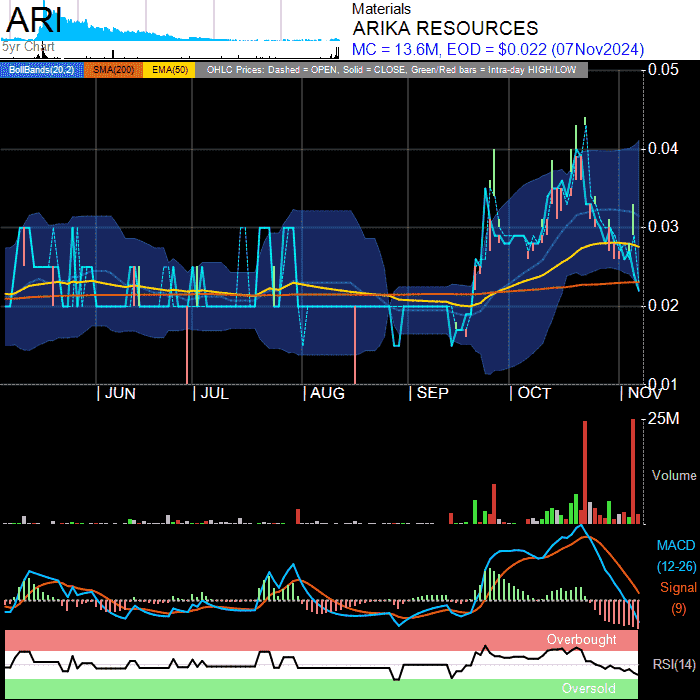 ARI
5yr Chart
Materials
ARIKA RESOURCES
MC = 13.6M, EOD = $0.022 (07Nov2024)
BollBands(20,2) SMA(200) EMA(50) OHLC Prices: Dashed = OPEN, Solid = CLOSE, Green/Red bars = Intra-day HIGH/LOW
0.05
0.04
0.03
0.02
0.01
JUN JUL AUG SEP OCT NOV
25M
Volume
MACD
(12-26)
Signal
(9)
Overbought
RSI(14)
Oversold